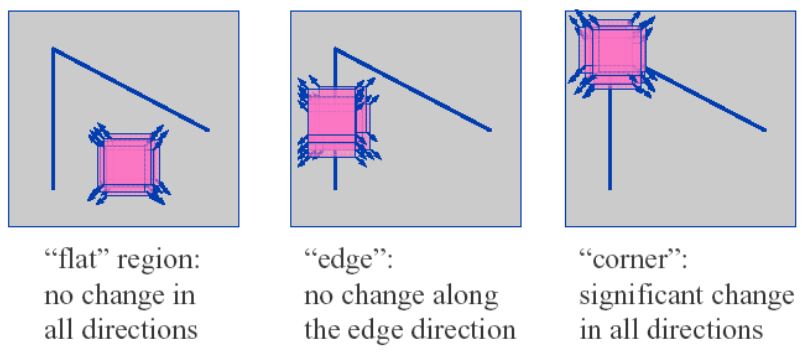 “flat” region:
no change in
all directions
“edge”:
no change along
the edge direction
“corner”:
significant change
in all directions